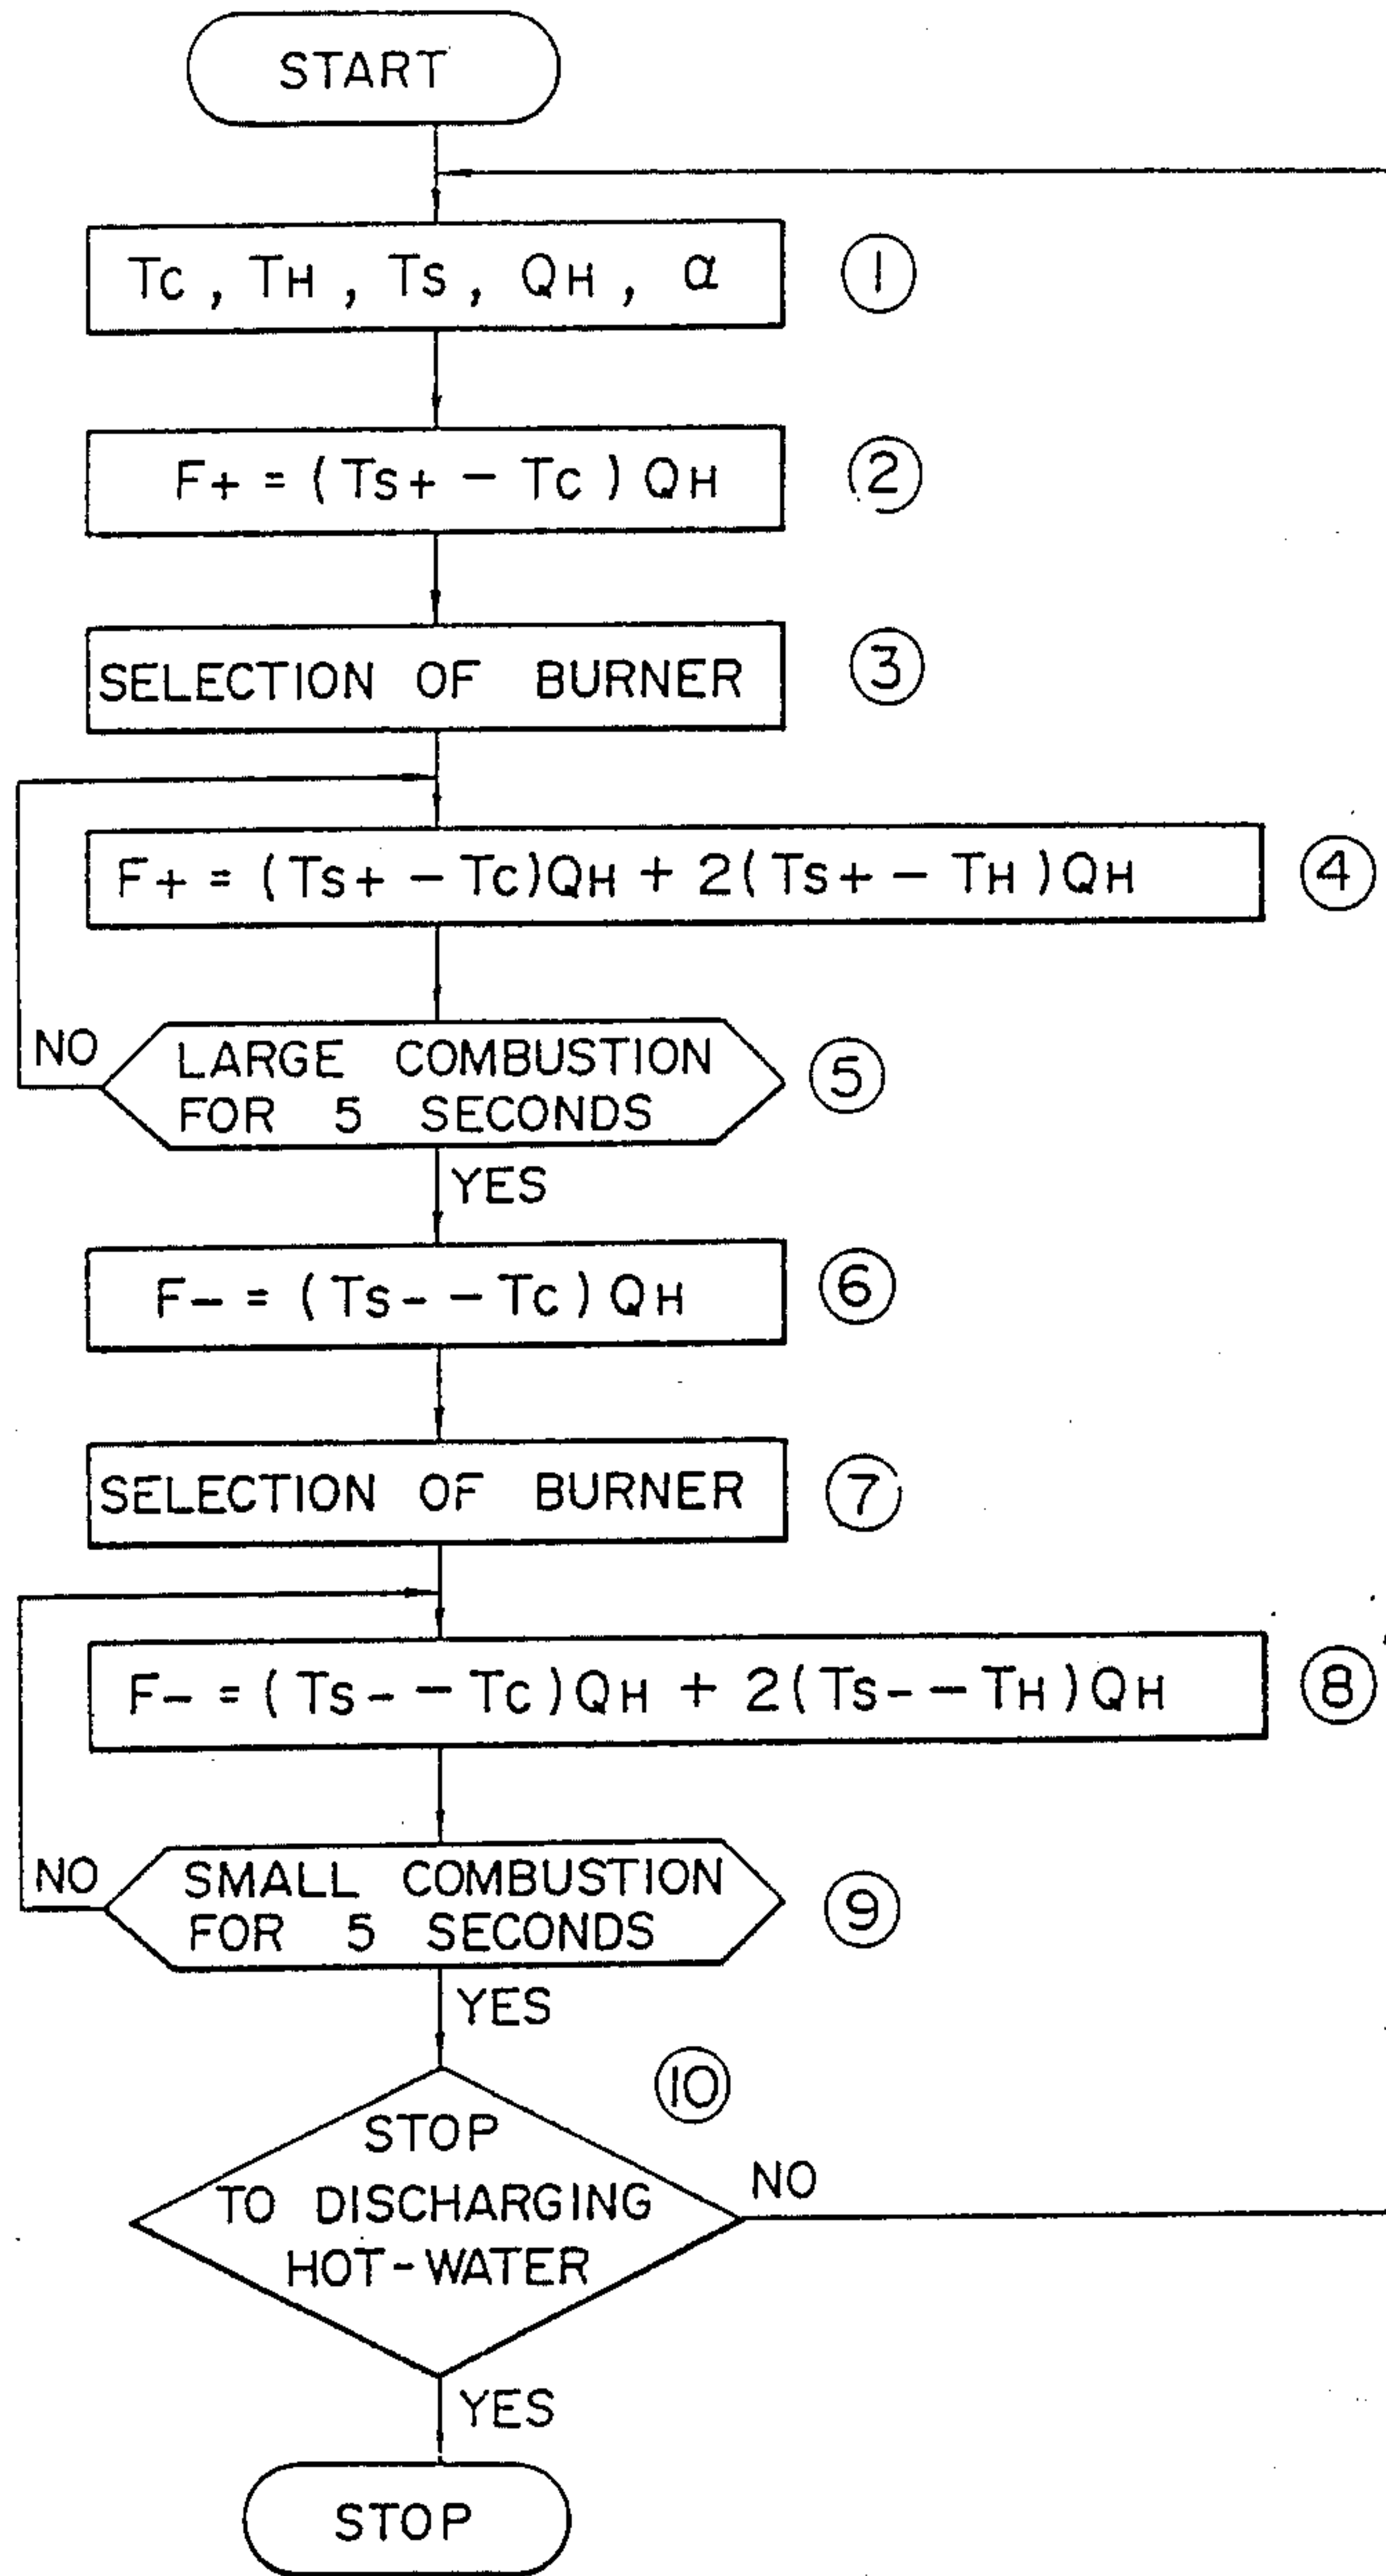 START
Tc, TH, Ts, QH, α ①
F+ = (Ts+ - Tc) QH ②
SELECTION OF BURNER ③
F+ = (Ts+ - Tc)QH + 2(Ts+ - TH)QH ④
NO
LARGE COMBUSTION
FOR 5 SECONDS
⑤
YES
F- = (Ts- - Tc) QH ⑥
SELECTION OF BURNER ⑦
F- = (Ts- - Tc)QH + 2(Ts- - TH)QH ⑧
NO
SMALL COMBUSTION
FOR 5 SECONDS
⑨
YES
⑩
STOP
TO DISCHARGING
HOT-WATER
NO
YES
STOP